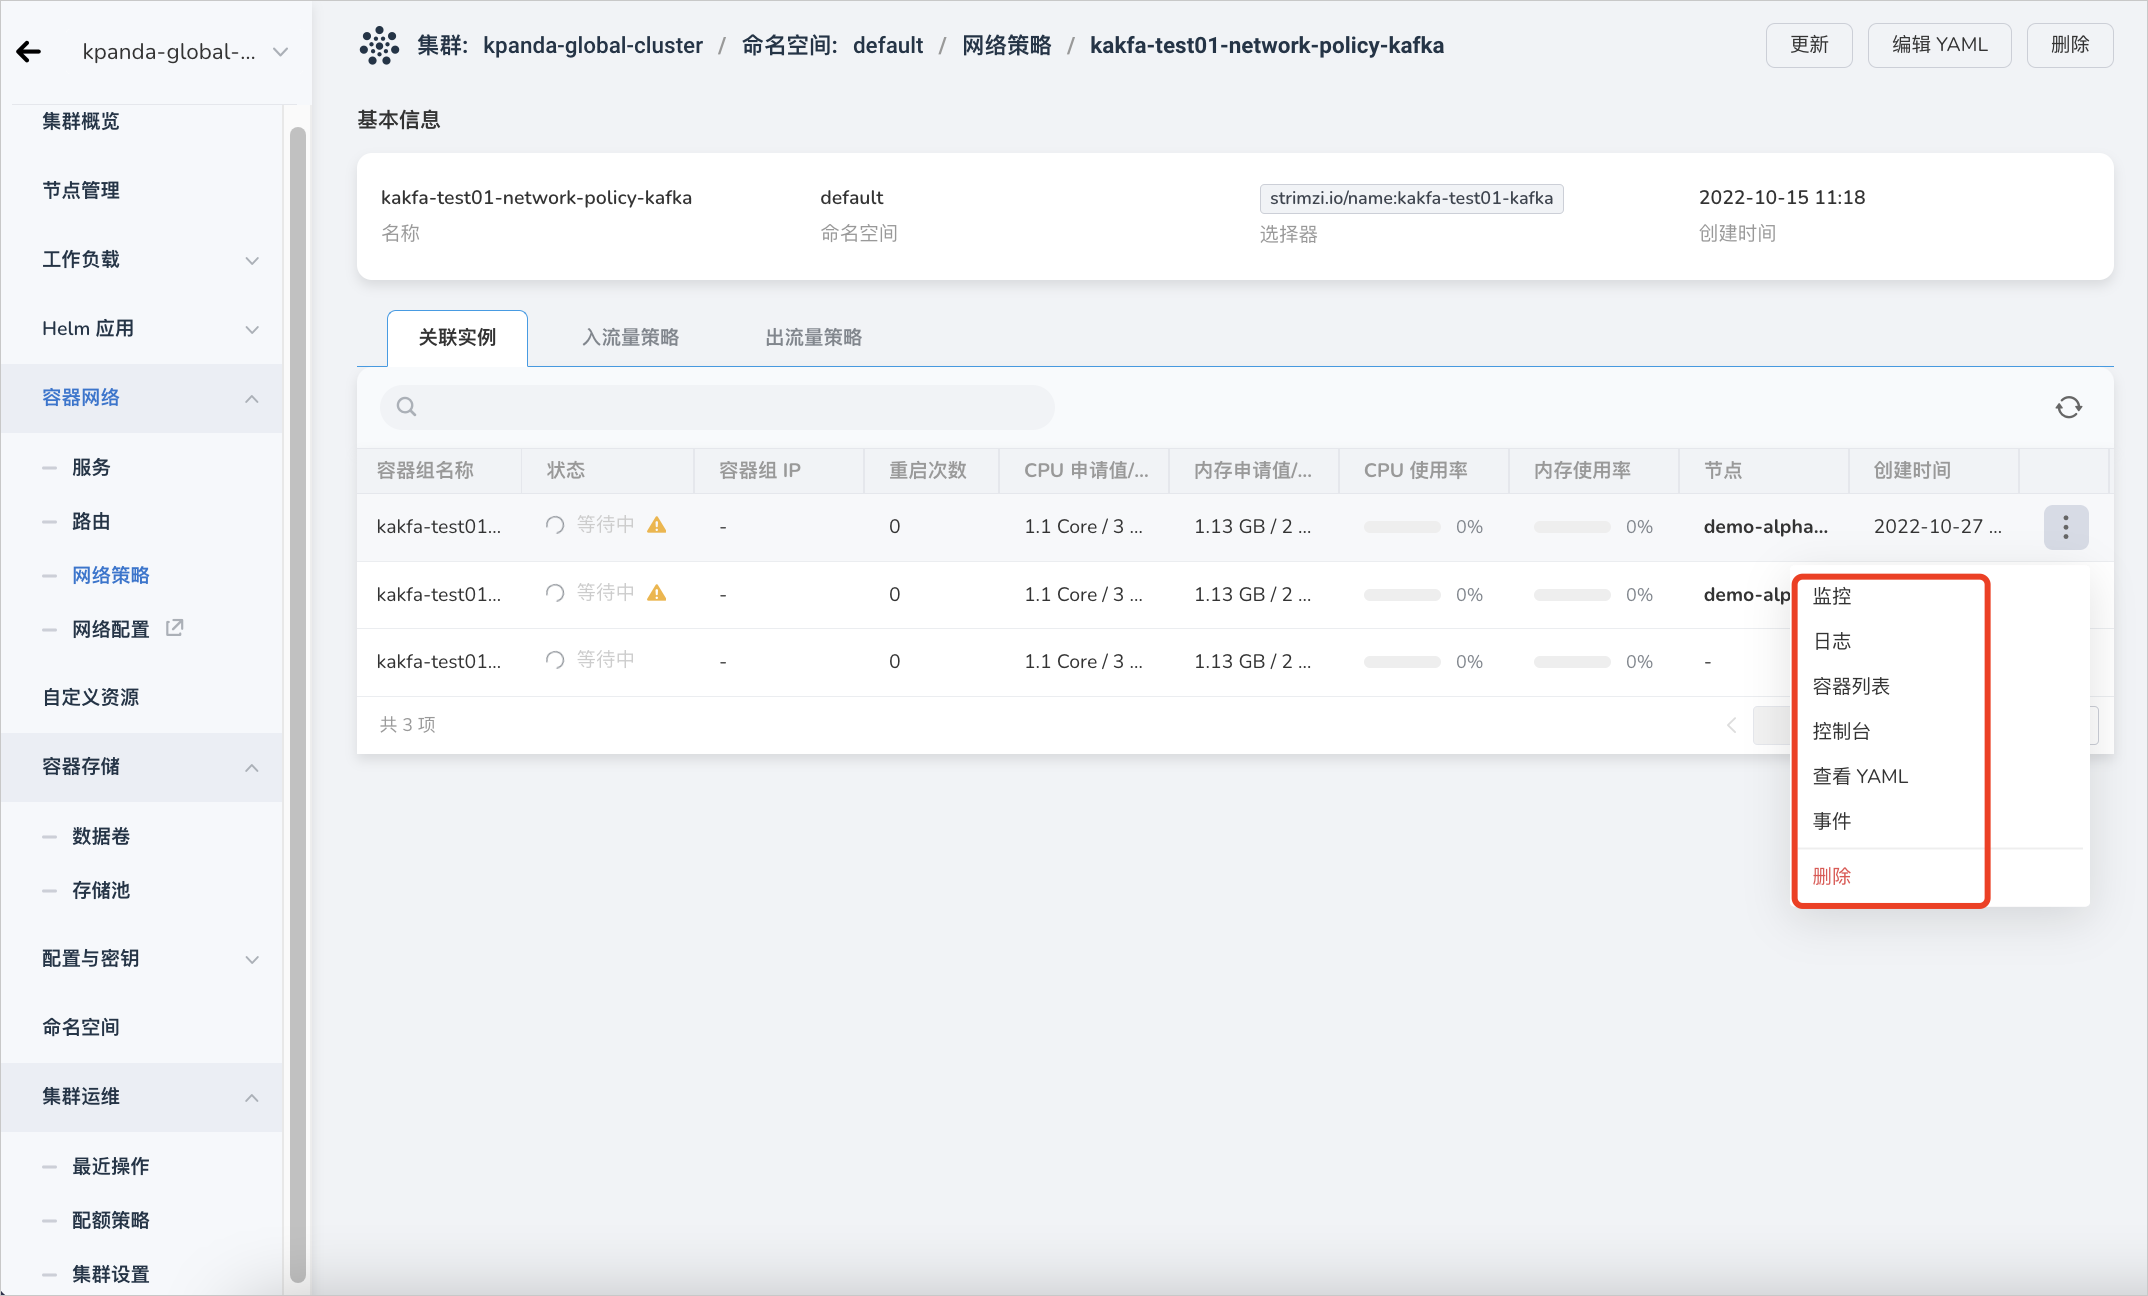 kpanda-global-...
集群概览
节点管理
工作负载
Helm 应用
容器网络
服务
路由
网络策略
网络配置
自定义资源
容器存储
数据卷
存储池
配置与密钥
命名空间
集群运维
最近操作
配额策略
集群设置
集群: kpanda-global-cluster / 命名空间: default / 网络策略 / kakfa-test01-network-policy-kafka
更新 编辑 YAML 删除
基本信息
kakfa-test01-network-policy-kafka default strimzi.io/name:kakfa-test01-kafka 2022-10-15 11:18
名称 命名空间 选择器 创建时间
关联实例 入流量策略 出流量策略
容器组名称 状态 容器组 IP 重启次数 CPU 申请值/... 内存申请值/... CPU 使用率 内存使用率 节点 创建时间
kakfa-test01... 等待中 - 0 1.1 Core / 3 ... 1.13 GB / 2 ... 0% 0% demo-alpha... 2022-10-27 ...
kakfa-test01... 等待中 - 0 1.1 Core / 3 ... 1.13 GB / 2 ... 0% 0% demo-alp
kakfa-test01... 等待中 - 0 1.1 Core / 3 ... 1.13 GB / 2 ... 0% 0% -
共 3 项
监控
日志
容器列表
控制台
查看 YAML
事件
删除